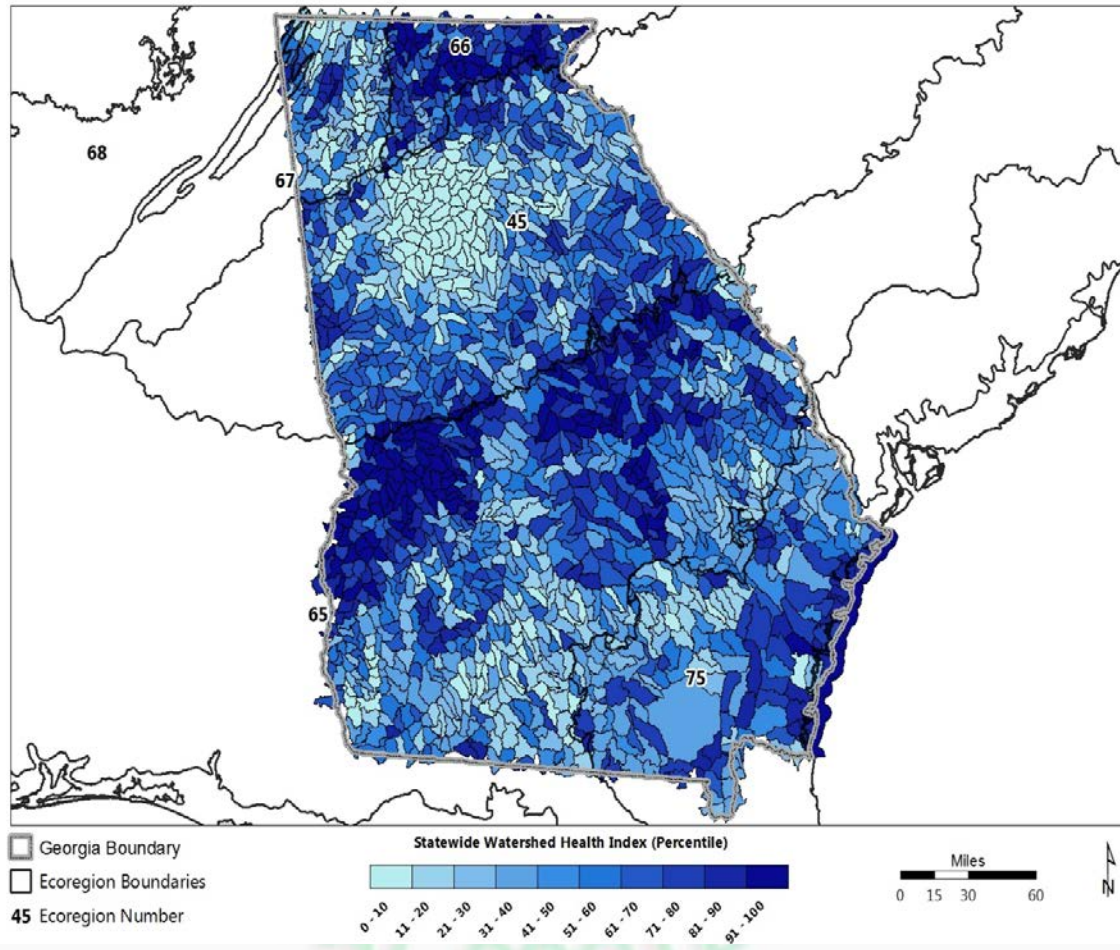 66
68
67
45
65
75
Georgia Boundary
Ecoregion Boundaries
45 Ecoregion Number
Statewide Watershed Health Index (Percentile)
0 - 10
11 - 20
21 - 30
31 - 40
41 - 50
51 - 60
61 - 70
71 - 80
81 - 90
91 - 100
Miles
0 15 30 60
N